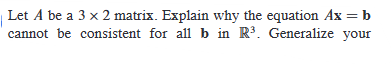 Let A be a 3 × 2 matrix. Explain why the equation Ax = b
cannot be consistent for all b in ℝ³. Generalize your